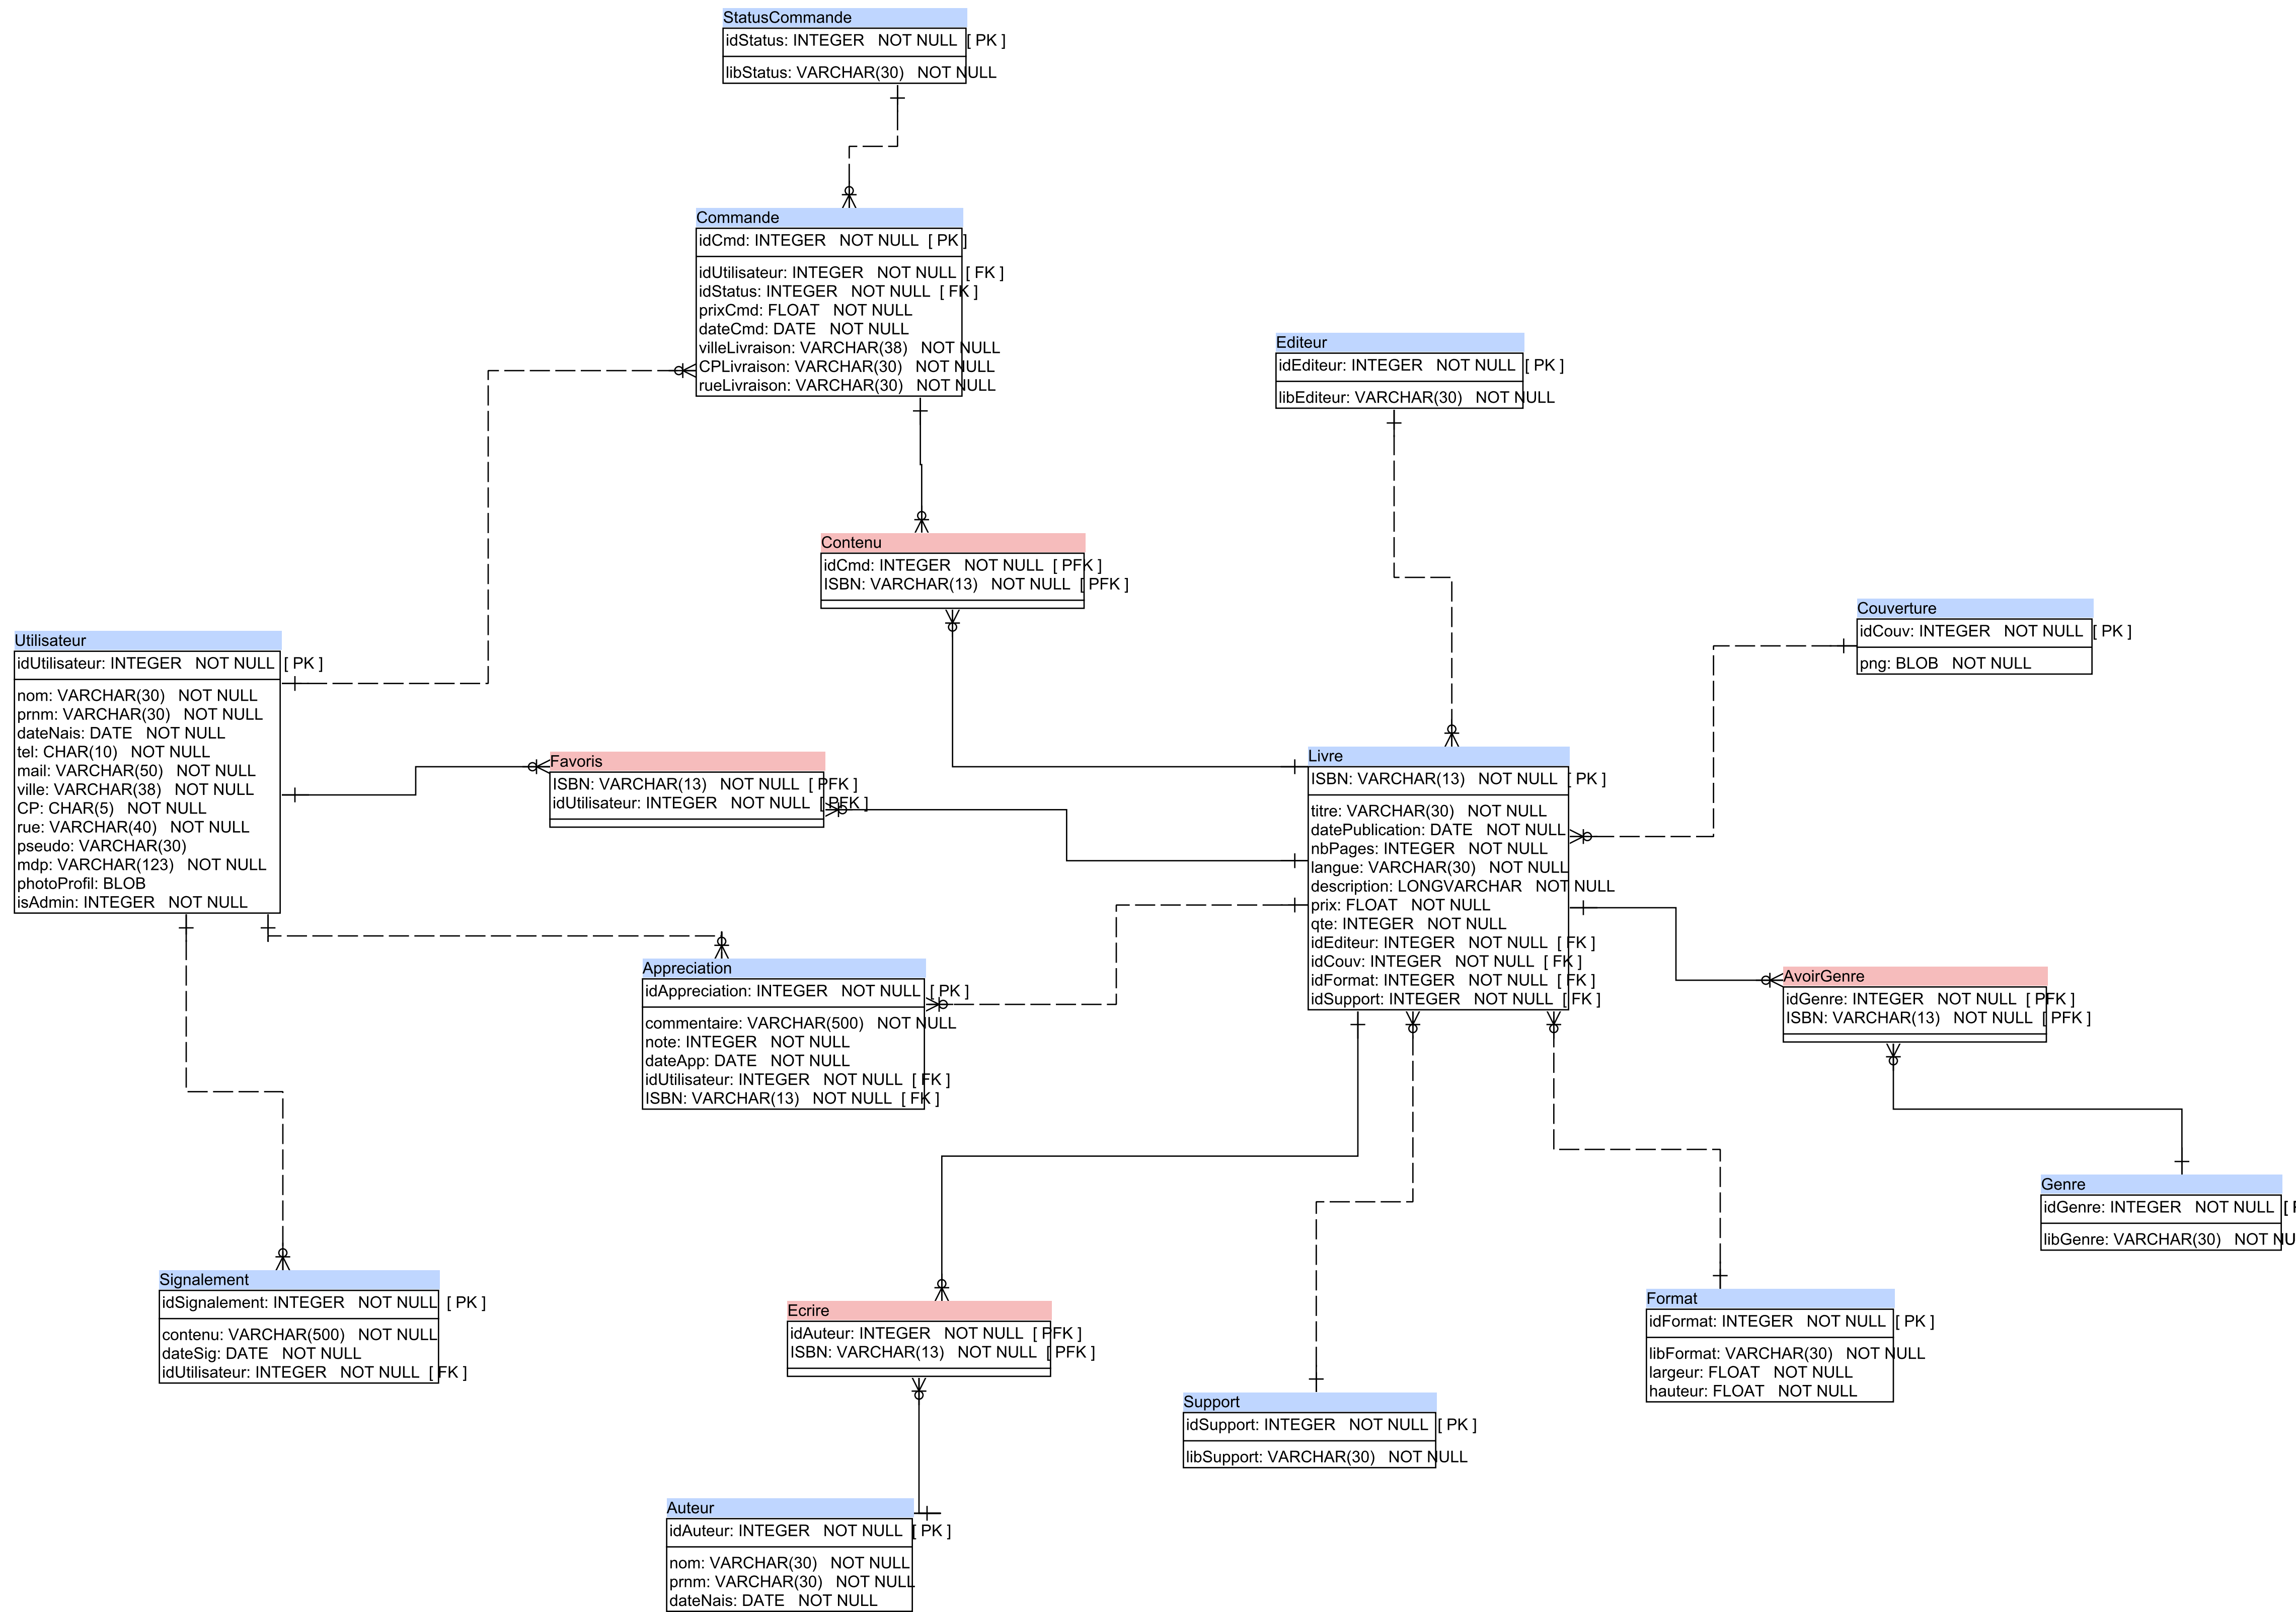 StatusCommande
idStatus: INTEGER NOT NULL [ PK ]
libStatus: VARCHAR(30) NOT NULL
Commande
idCmd: INTEGER NOT NULL [ PK ]
idUtilisateur: INTEGER NOT NULL [ FK ]
idStatus: INTEGER NOT NULL [ FK ]
prixCmd: FLOAT NOT NULL
dateCmd: DATE NOT NULL
villeLivraison: VARCHAR(38) NOT NULL
CPLivraison: VARCHAR(30) NOT NULL
rueLivraison: VARCHAR(30) NOT NULL
Editeur
idEditeur: INTEGER NOT NULL [ PK ]
libEditeur: VARCHAR(30) NOT NULL
Contenu
idCmd: INTEGER NOT NULL [ PFK ]
ISBN: VARCHAR(13) NOT NULL [ PFK ]
Couverture
idCouv: INTEGER NOT NULL [ PK ]
png: BLOB NOT NULL
Utilisateur
idUtilisateur: INTEGER NOT NULL [ PK ]
nom: VARCHAR(30) NOT NULL
prnm: VARCHAR(30) NOT NULL
dateNais: DATE NOT NULL
tel: CHAR(10) NOT NULL
mail: VARCHAR(50) NOT NULL
ville: VARCHAR(38) NOT NULL
CP: CHAR(5) NOT NULL
rue: VARCHAR(40) NOT NULL
pseudo: VARCHAR(30)
mdp: VARCHAR(123) NOT NULL
photoProfil: BLOB
isAdmin: INTEGER NOT NULL
Favoris
ISBN: VARCHAR(13) NOT NULL [ PFK ]
idUtilisateur: INTEGER NOT NULL [ PFK ]
Livre
ISBN: VARCHAR(13) NOT NULL [ PK ]
titre: VARCHAR(30) NOT NULL
datePublication: DATE NOT NULL
nbPages: INTEGER NOT NULL
langue: VARCHAR(30) NOT NULL
description: LONGVARCHAR NOT NULL
prix: FLOAT NOT NULL
qte: INTEGER NOT NULL
idEditeur: INTEGER NOT NULL [ FK ]
idCouv: INTEGER NOT NULL [ FK ]
idFormat: INTEGER NOT NULL [ FK ]
idSupport: INTEGER NOT NULL [ FK ]
Appreciation
idAppreciation: INTEGER NOT NULL [ PK ]
commentaire: VARCHAR(500) NOT NULL
note: INTEGER NOT NULL
dateApp: DATE NOT NULL
idUtilisateur: INTEGER NOT NULL [ FK ]
ISBN: VARCHAR(13) NOT NULL [ FK ]
AvoirGenre
idGenre: INTEGER NOT NULL [ PFK ]
ISBN: VARCHAR(13) NOT NULL [ PFK ]
Genre
idGenre: INTEGER NOT NULL [
libGenre: VARCHAR(30) NOT
Signalement
idSignalement: INTEGER NOT NULL [ PK ]
contenu: VARCHAR(500) NOT NULL
dateSig: DATE NOT NULL
idUtilisateur: INTEGER NOT NULL [ FK ]
Ecrire
idAuteur: INTEGER NOT NULL [ PFK ]
ISBN: VARCHAR(13) NOT NULL [ PFK ]
Format
idFormat: INTEGER NOT NULL [ PK ]
libFormat: VARCHAR(30) NOT NULL
largeur: FLOAT NOT NULL
hauteur: FLOAT NOT NULL
Support
idSupport: INTEGER NOT NULL [ PK ]
libSupport: VARCHAR(30) NOT NULL
Auteur
idAuteur: INTEGER NOT NULL [ PK ]
nom: VARCHAR(30) NOT NULL
prnm: VARCHAR(30) NOT NULL
dateNais: DATE NOT NULL